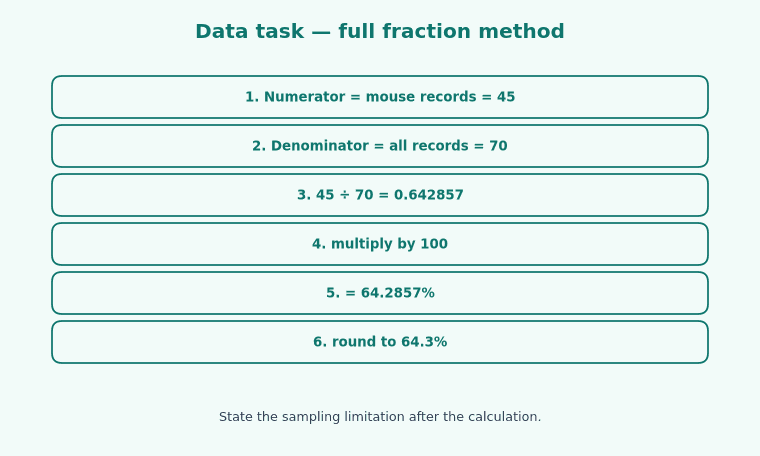 Data task — full fraction method
1. Numerator = mouse records = 45
2. Denominator = all records = 70
3. 45 ÷ 70 = 0.642857
4. multiply by 100
5. = 64.2857%
6. round to 64.3%
State the sampling limitation after the calculation.